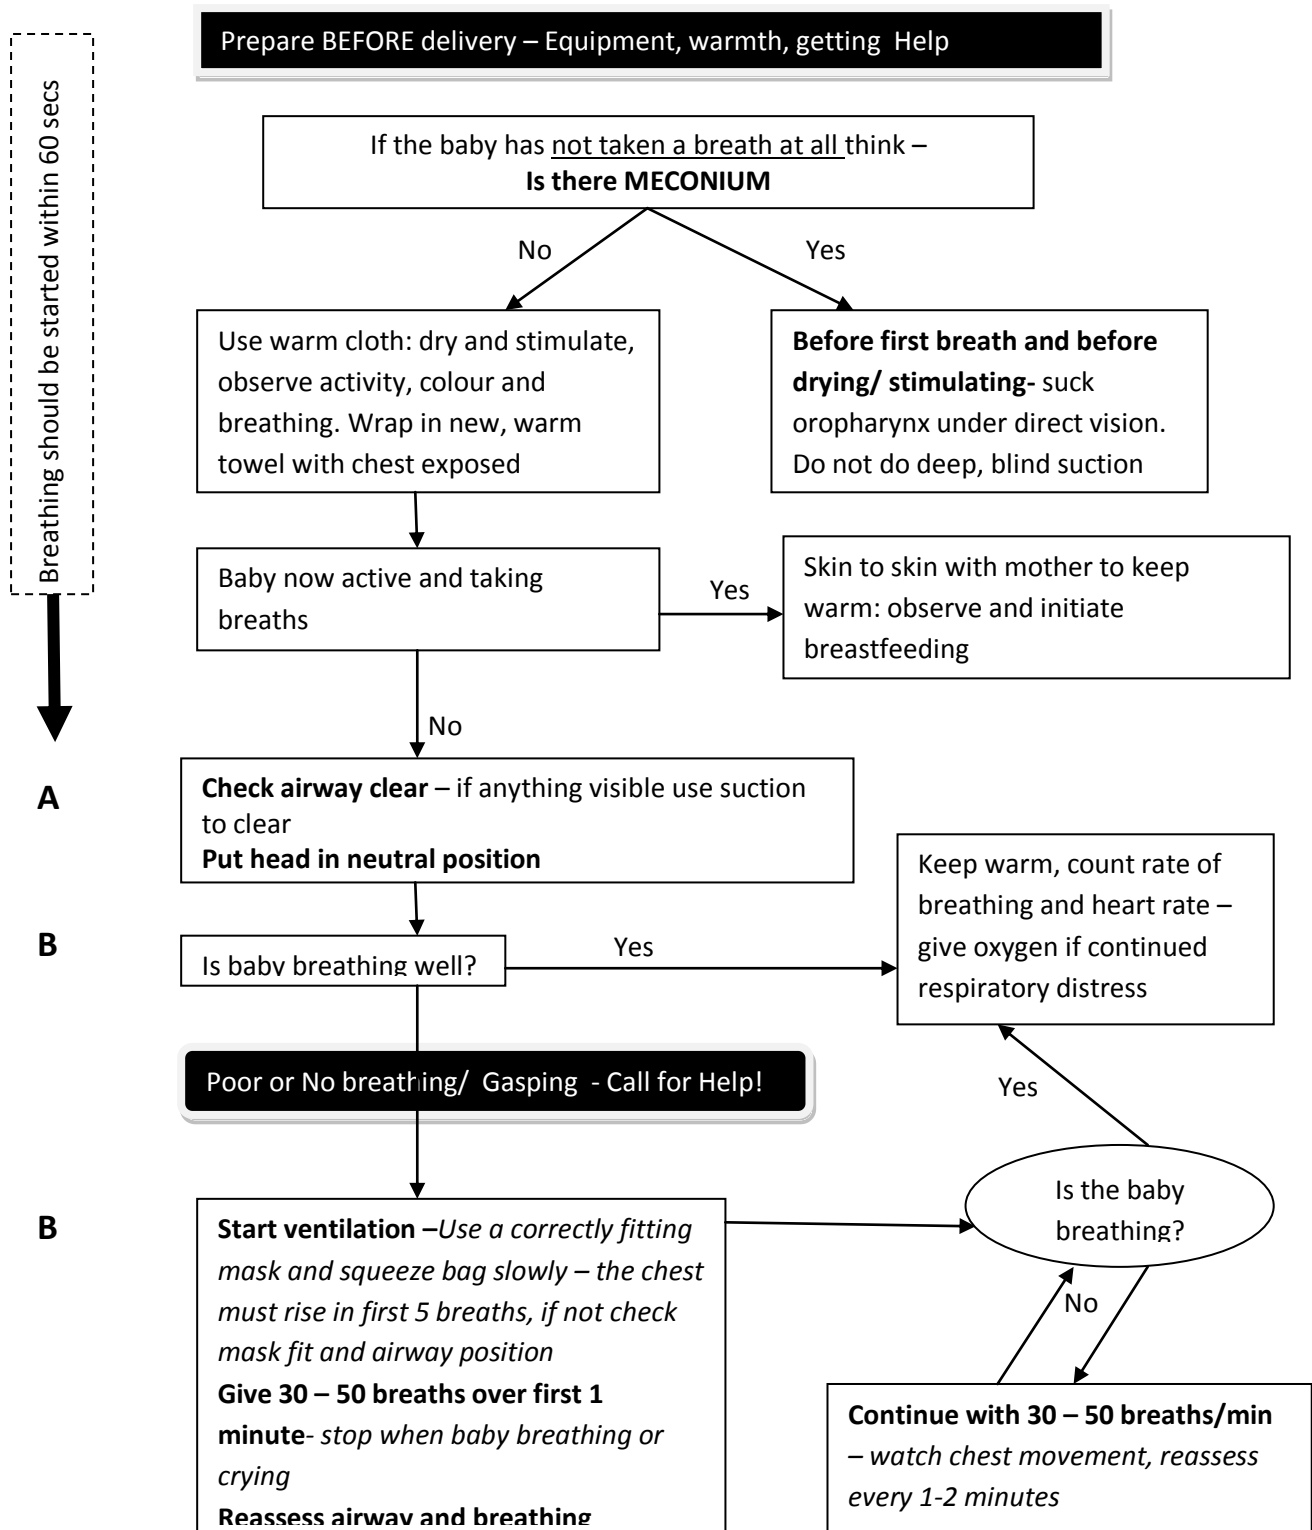 Prepare BEFORE delivery – Equipment, warmth, getting Help
Breathing should be started within 60 secs
If the baby has not taken a breath at all think –
Is there MECONIUM
No
Yes
Use warm cloth: dry and stimulate,
observe activity, colour and
breathing. Wrap in new, warm
towel with chest exposed
Before first breath and before
drying/ stimulating- suck
oropharynx under direct vision.
Do not do deep, blind suction
Baby now active and taking
breaths
Yes
Skin to skin with mother to keep
warm: observe and initiate
breastfeeding
No
A
Check airway clear – if anything visible use suction
to clear
Put head in neutral position
B
Is baby breathing well?
Yes
Keep warm, count rate of
breathing and heart rate –
give oxygen if continued
respiratory distress
Poor or No breathing/ Gasping - Call for Help!
Yes
B
Start ventilation –Use a correctly fitting
mask and squeeze bag slowly – the chest
must rise in first 5 breaths, if not check
mask fit and airway position
Give 30 – 50 breaths over first 1
minute- stop when baby breathing or
crying
Reassess airway and breathing
Is the baby
breathing?
No
Continue with 30 – 50 breaths/min
– watch chest movement, reassess
every 1-2 minutes